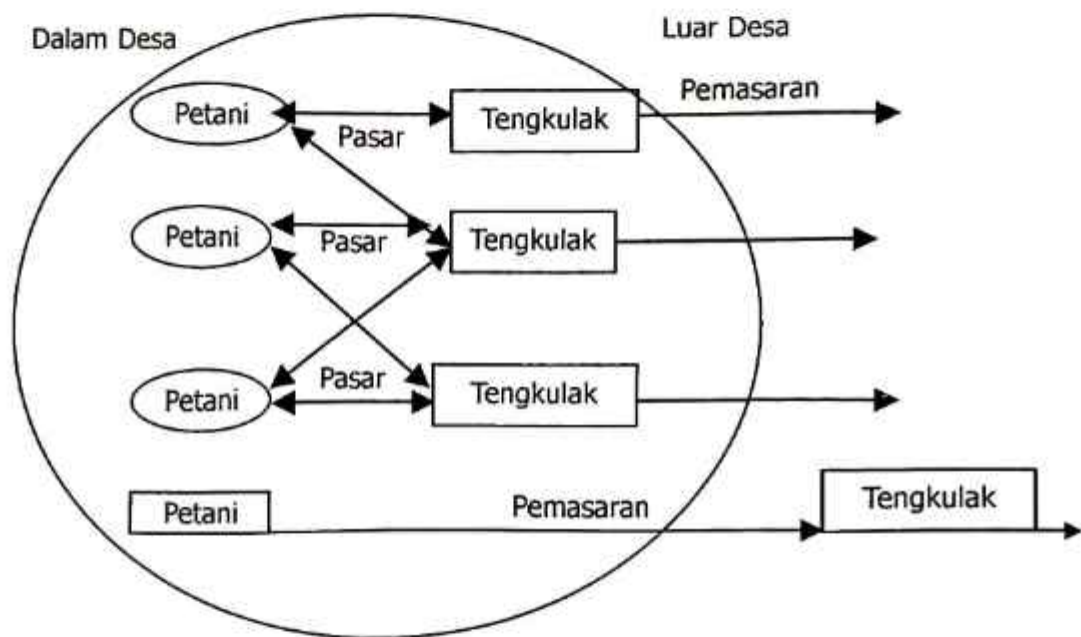 Dalam Desa
Luar Desa
Petani
Pasar
Tengkulak
Pemasaran
Petani
Pasar
Tengkulak
Petani
Pasar
Tengkulak
Petani
Pemasaran
Tengkulak